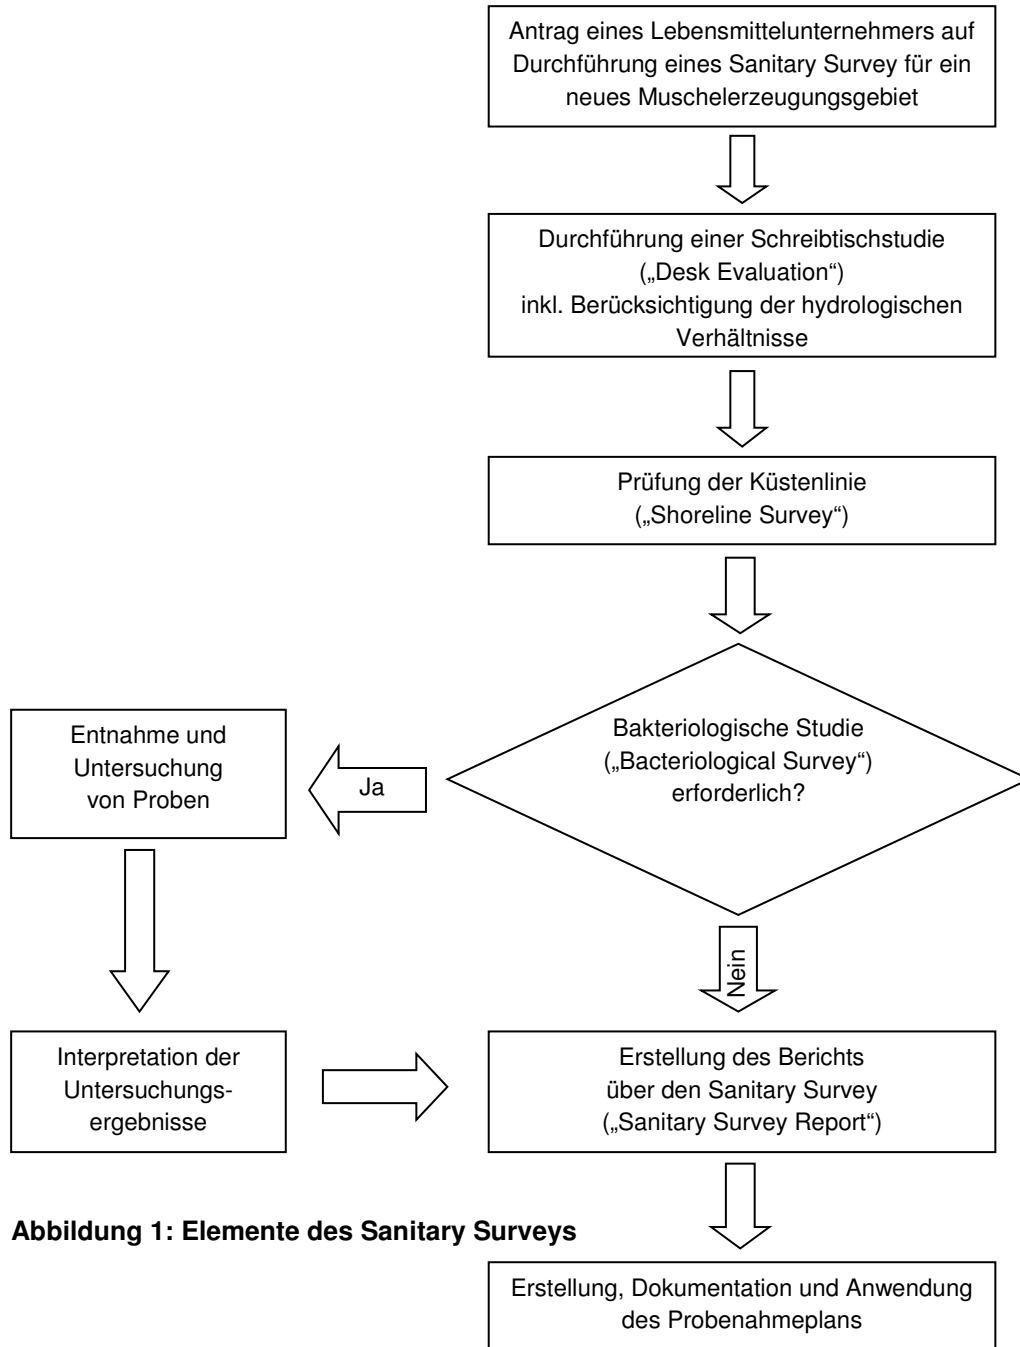 Antrag eines Lebensmittelunternehmers auf
Durchführung eines Sanitary Survey für ein
neues Muschelerzeugungsgebiet
Durchführung einer Schreibtischstudie
(„Desk Evaluation“)
inkl. Berücksichtigung der hydrologischen
Verhältnisse
Prüfung der Küstenlinie
(„Shoreline Survey“)
Bakteriologische Studie
(„Bacteriological Survey“)
erforderlich?
Ja
Entnahme und
Untersuchung
von Proben
Interpretation der
Untersuchungs-
ergebnisse
Nein
Erstellung des Berichts
über den Sanitary Survey
(„Sanitary Survey Report“)
Abbildung 1: Elemente des Sanitary Surveys
Erstellung, Dokumentation und Anwendung
des Probenahmeplans